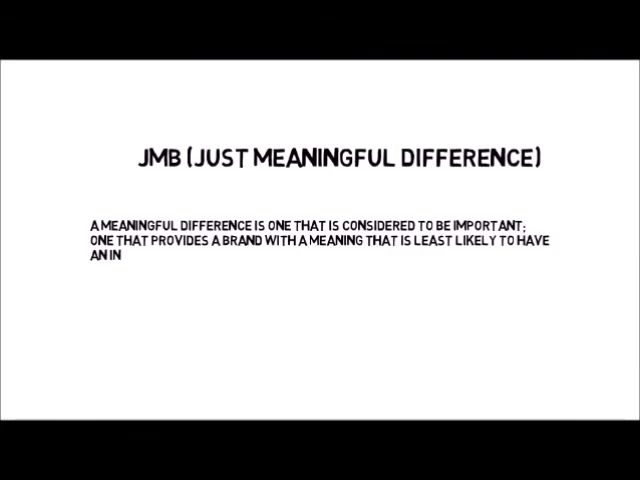 JMB (JUST MEANINGFUL DIFFERENCE)
A MEANINGFUL DIFFERENCE IS ONE THAT IS CONSIDERED TO BE IMPORTANT;
ONE THAT PROVIDES A BRAND WITH A MEANING THAT IS LEAST LIKELY TO HAVE
AN IN